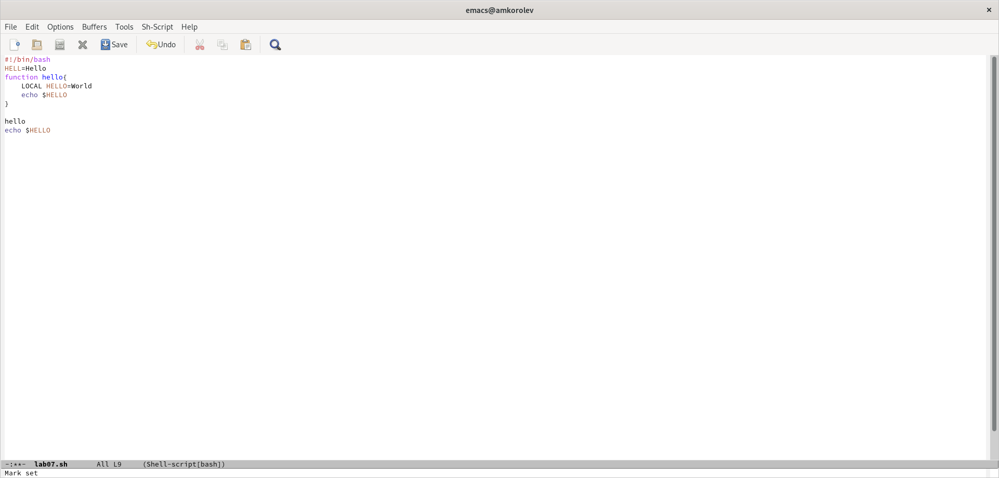 emacs@amkorolev
File Edit Options Buffers Tools Sh-Script Help
Save Undo
#!/bin/bash
HELL=Hello
function hello{
    LOCAL HELLO=World
    echo $HELLO
}
hello
echo $HELLO
-:**-  lab07.sh       All L9     (Shell-script[bash])
Mark set